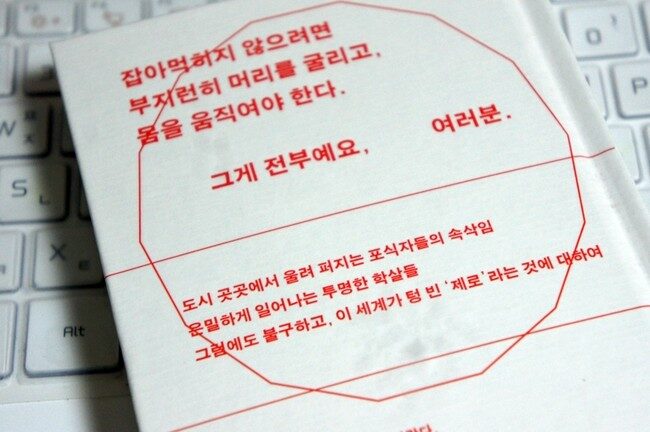 잡아먹히지 않으려면
부지런히 머리를 굴리고,
몸을 움직여야 한다.
그게 전부예요, 여러분.
도시 곳곳에서 울려 퍼지는 포식자들의 속삭임
은밀하게 일어나는 투명한 학살들
그럼에도 불구하고, 이 세계가 텅 빈 ‘제로’라는 것에 대하여
W
S
ㄴ
X
ㅌ
Alt
P